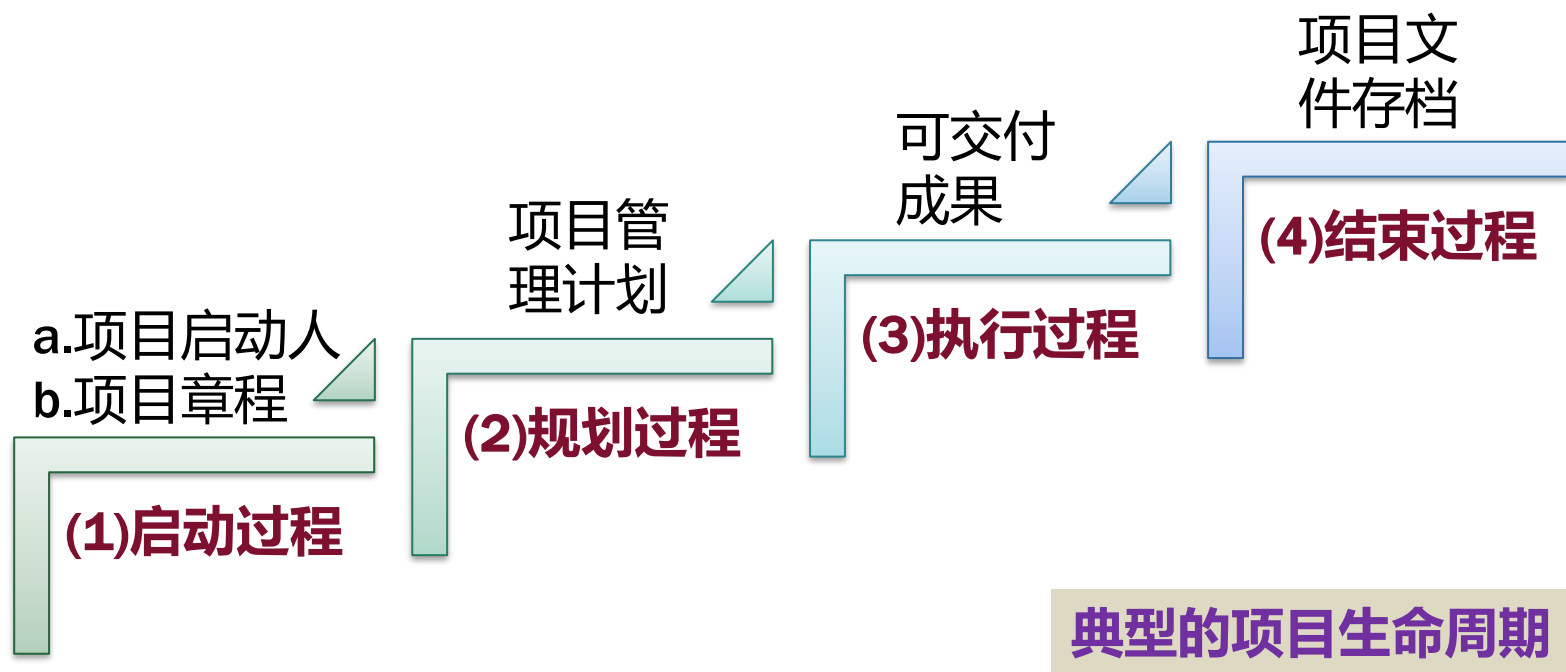 a.项目启动人
b.项目章程
(1)启动过程
项目管
理计划
(2)规划过程
可交付
成果
(3)执行过程
项目文
件存档
(4)结束过程
典型的项目生命周期